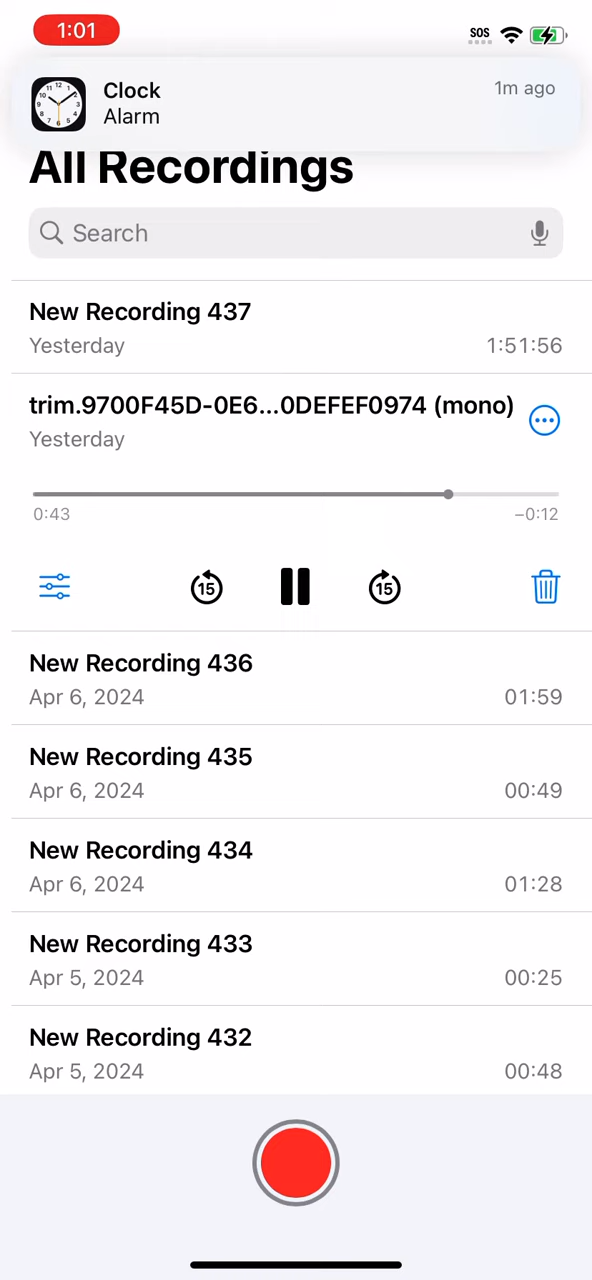 1:01
SOS
Clock
1m ago
Alarm
All Recordings
Search
New Recording 437
Yesterday
1:51:56
trim.9700F45D-0E6...0DEFEF0974 (mono)
Yesterday
0:43
−0:12
15
15
New Recording 436
Apr 6, 2024
01:59
New Recording 435
Apr 6, 2024
00:49
New Recording 434
Apr 6, 2024
01:28
New Recording 433
Apr 5, 2024
00:25
New Recording 432
Apr 5, 2024
00:48